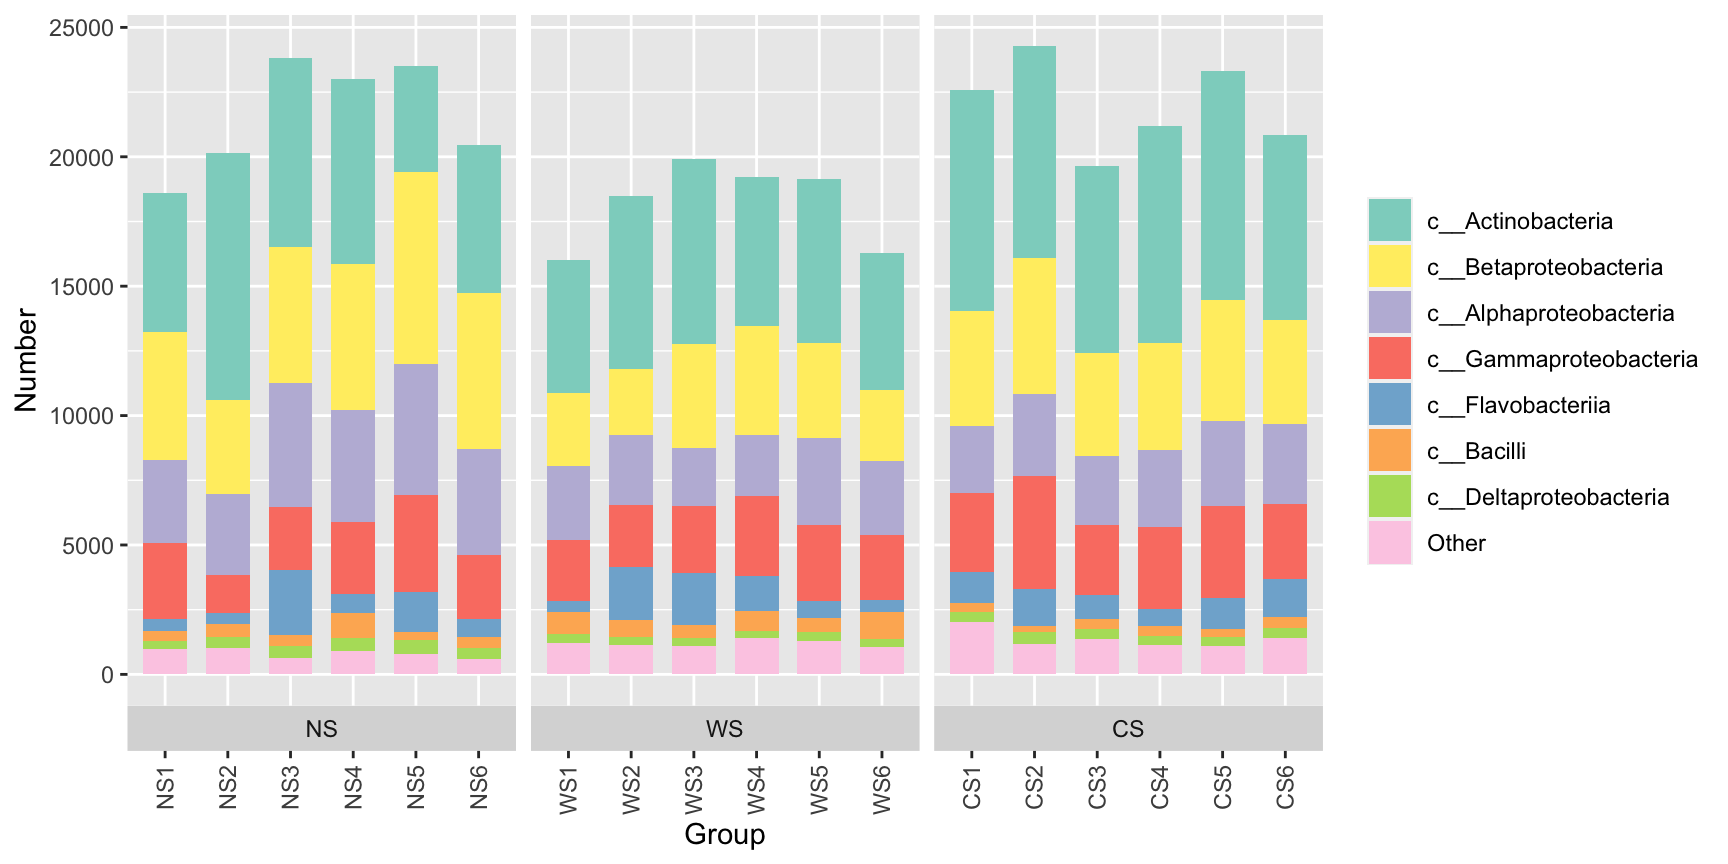 25000
20000
15000
10000
5000
0
Number
NS
WS
CS
NS1
NS2
NS3
NS4
NS5
NS6
WS1
WS2
WS3
WS4
WS5
WS6
CS1
CS2
CS3
CS4
CS5
CS6
Group
c__Actinobacteria
c__Betaproteobacteria
c__Alphaproteobacteria
c__Gammaproteobacteria
c__Flavobacteriia
c__Bacilli
c__Deltaproteobacteria
Other